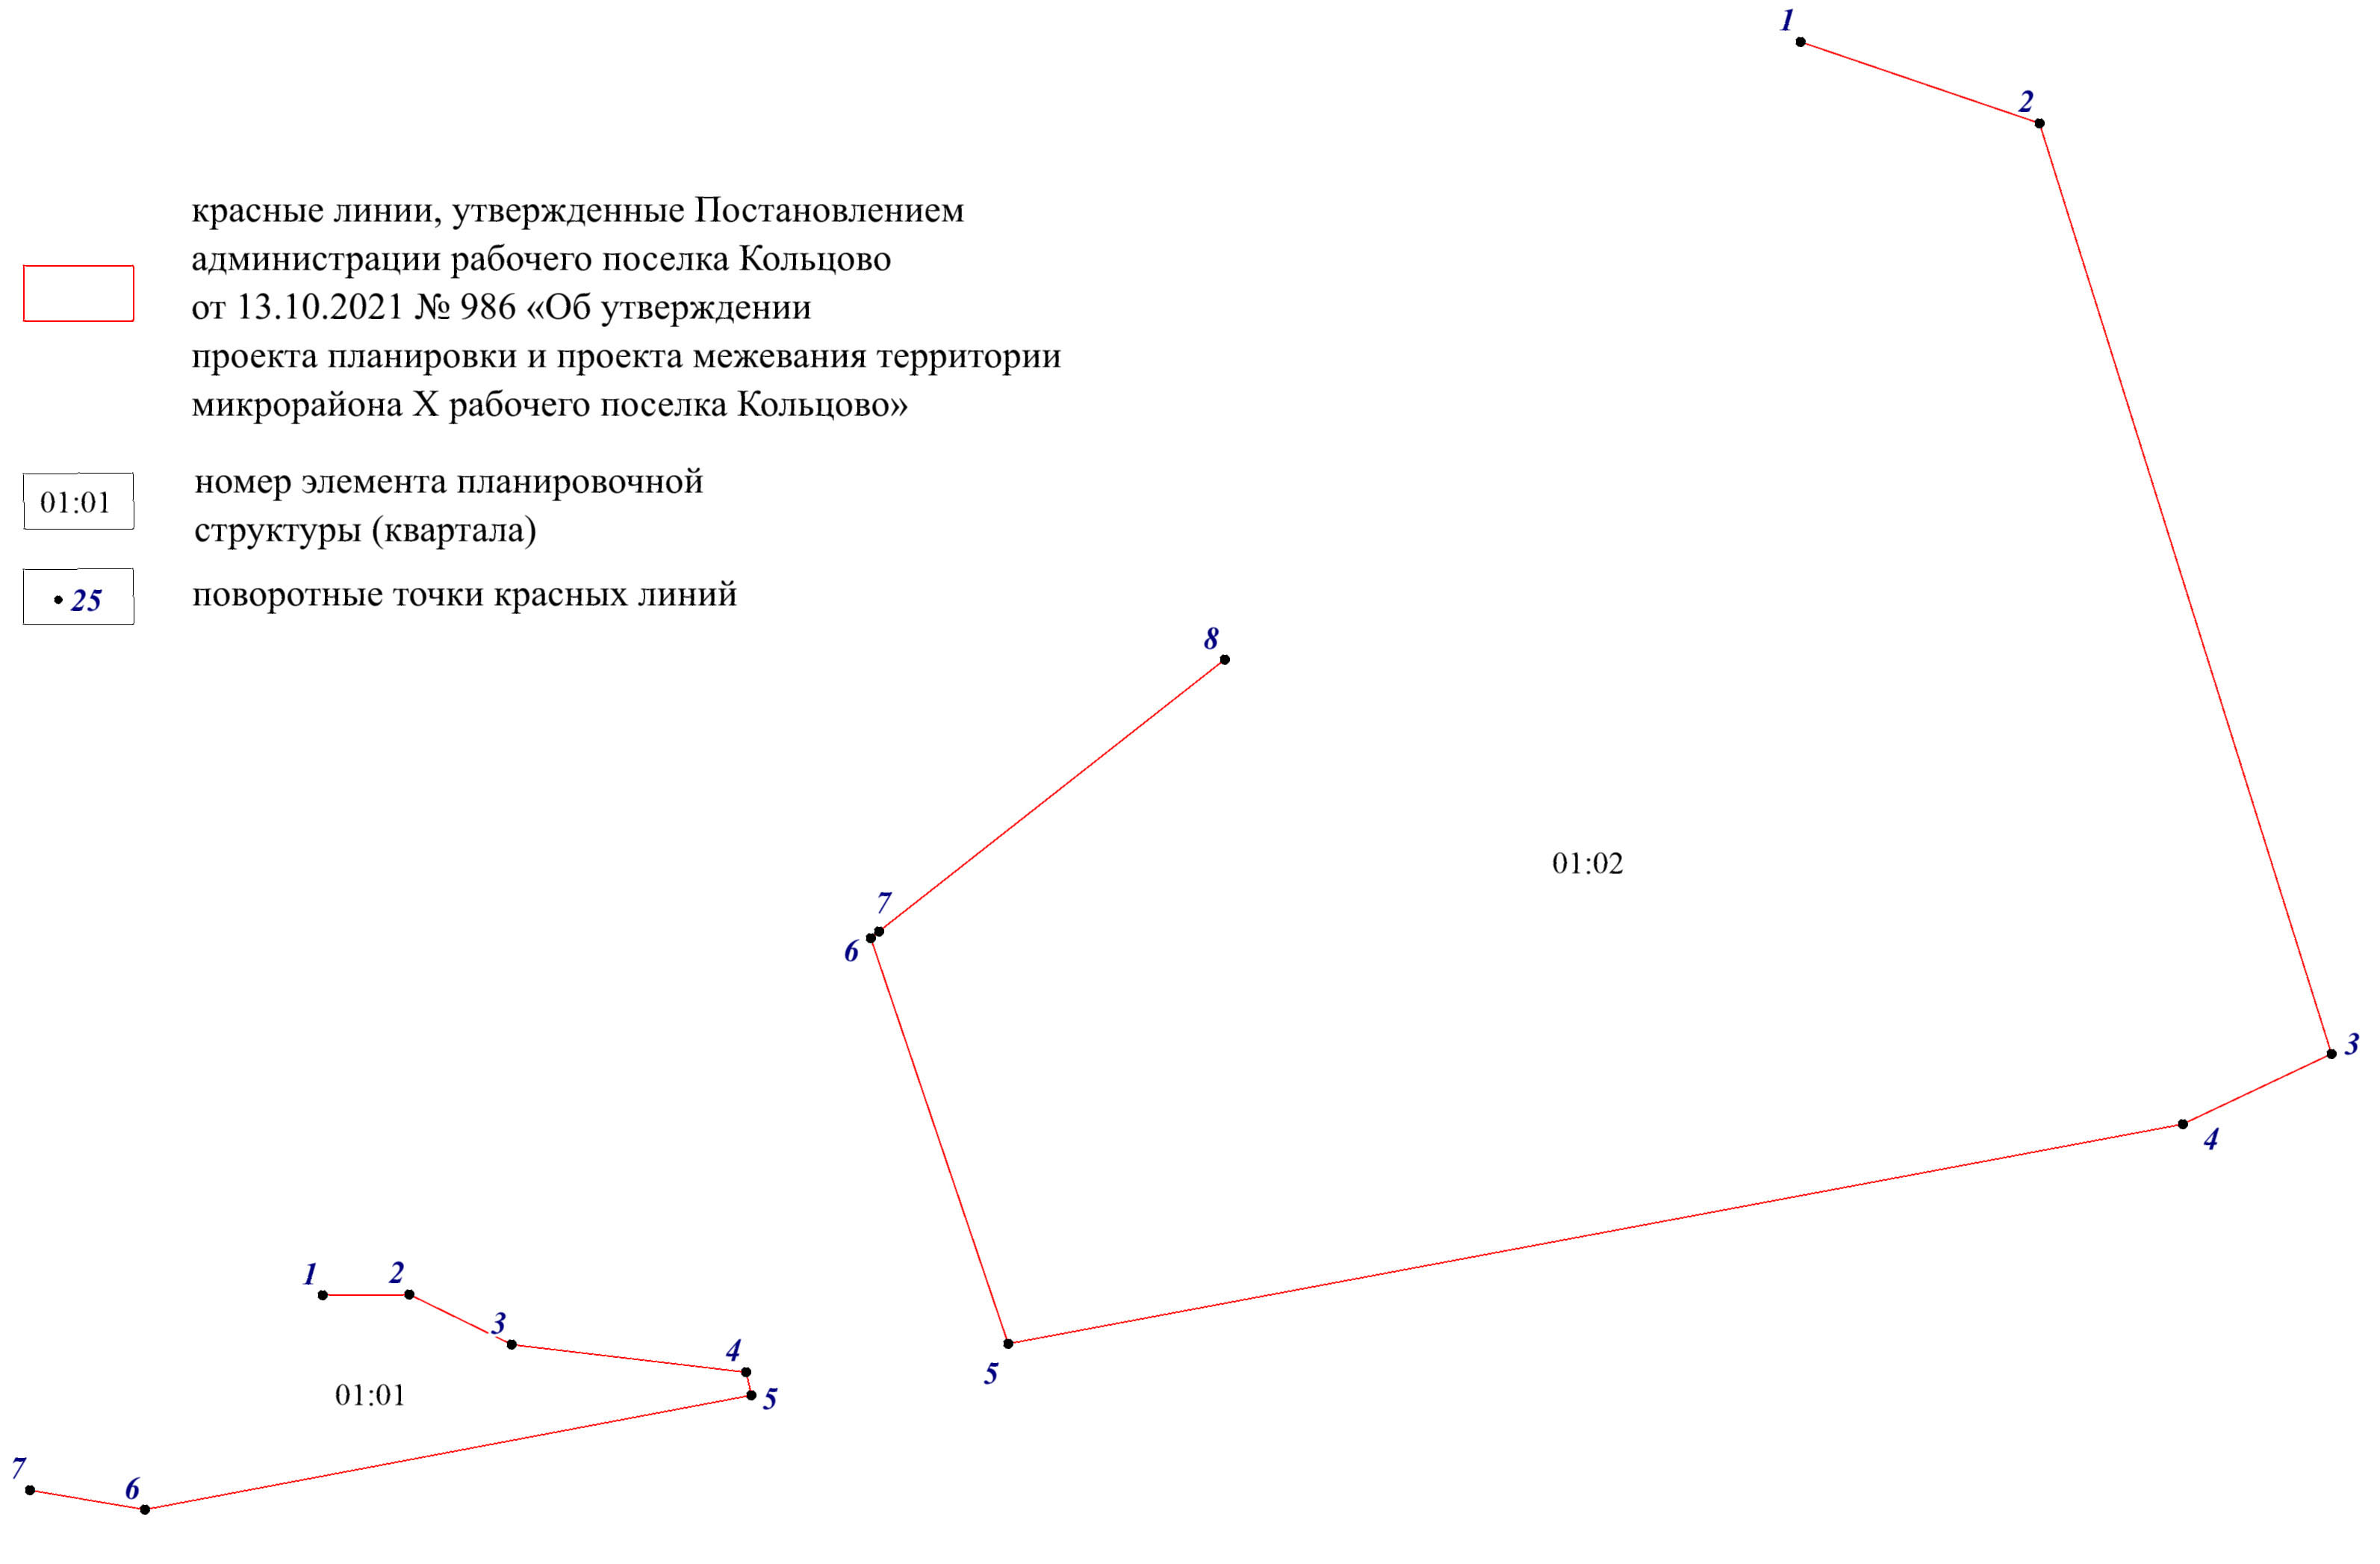 1
2
красные линии, утвержденные Постановлением
администрации рабочего поселка Кольцово
от 13.10.2021 № 986 «Об утверждении
проекта планировки и проекта межевания территории
микрорайона X рабочего поселка Кольцово»
номер элемента планировочной
01:01
структуры (квартала)
25 поворотные точки красных линий
8
01:02
7
6
3
4
1
2
3
4
5
01:01
5
7
6